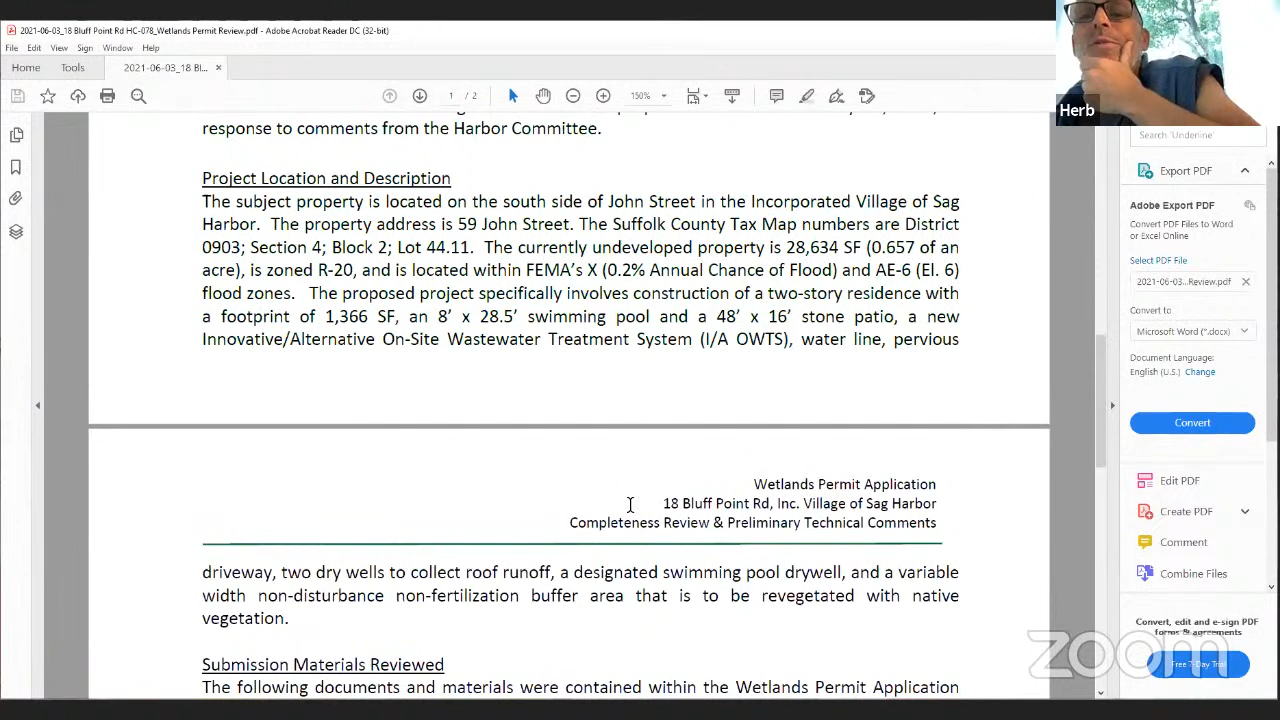 2021-06-03_18 Bluff Point Rd HC-078_Wetlands Permit Review.pdf - Adobe Acrobat Reader DC (32-bit)
File Edit View Sign Window Help
Home Tools 2021-06-03_18 Bl... ×
1 / 2 150%
Herb
response to comments from the Harbor Committee.
Project Location and Description
The subject property is located on the south side of John Street in the Incorporated Village of Sag
Harbor. The property address is 59 John Street. The Suffolk County Tax Map numbers are District
0903; Section 4; Block 2; Lot 44.11. The currently undeveloped property is 28,634 SF (0.657 of an
acre), is zoned R-20, and is located within FEMA's X (0.2% Annual Chance of Flood) and AE-6 (El. 6)
flood zones. The proposed project specifically involves construction of a two-story residence with
a footprint of 1,366 SF, an 8' x 28.5' swimming pool and a 48' x 16' stone patio, a new
Innovative/Alternative On-Site Wastewater Treatment System (I/A OWTS), water line, pervious
Wetlands Permit Application
18 Bluff Point Rd, Inc. Village of Sag Harbor
Completeness Review & Preliminary Technical Comments
driveway, two dry wells to collect roof runoff, a designated swimming pool drywell, and a variable
width non-disturbance non-fertilization buffer area that is to be revegetated with native
vegetation.
Submission Materials Reviewed
The following documents and materials were contained within the Wetlands Permit Application
Search 'Underline'
Export PDF
Adobe Export PDF
Convert PDF Files to Word
or Excel Online
Select PDF File
2021-06-03...Review.pdf ×
Convert to
Microsoft Word (*.docx)
Document Language:
English (U.S.) Change
Convert
Edit PDF
Create PDF
Comment
Combine Files
Convert, edit and e-sign PDF
forms & agreements
Free 7-Day Trial
zoom